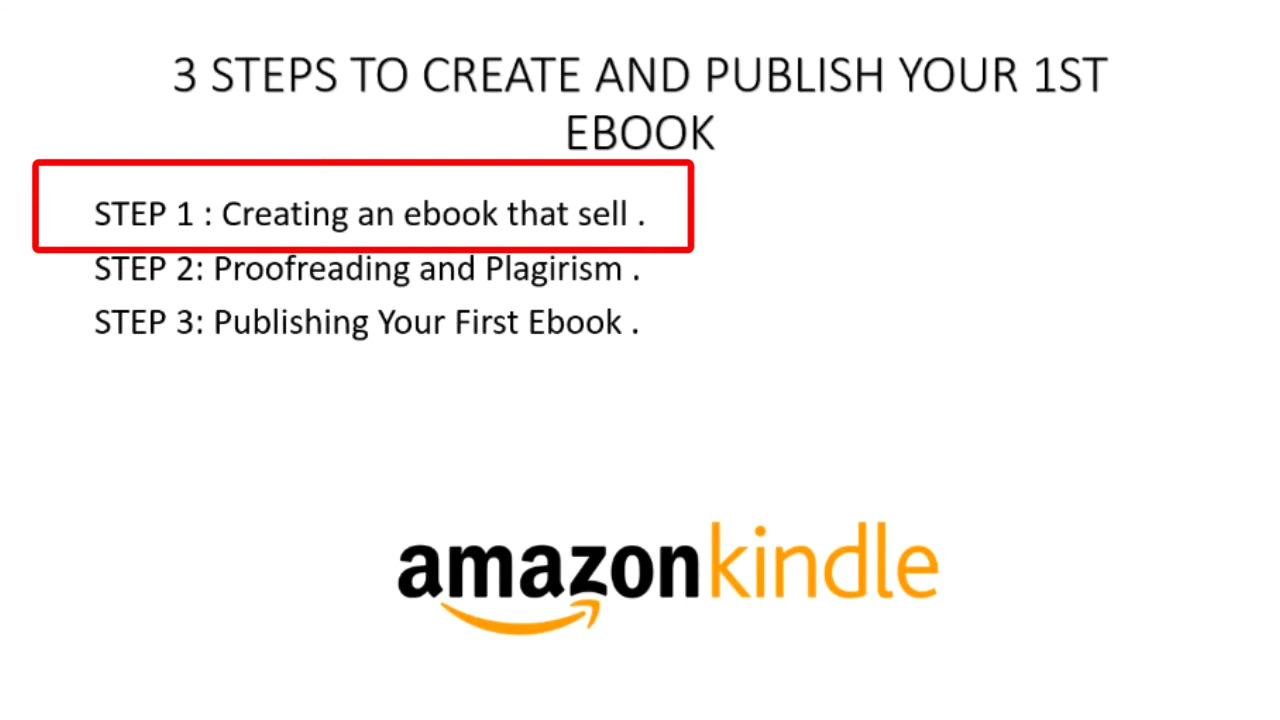 3 STEPS TO CREATE AND PUBLISH YOUR 1ST
EBOOK
STEP 1 : Creating an ebook that sell .
STEP 2: Proofreading and Plagirism .
STEP 3: Publishing Your First Ebook .
amazonkindle